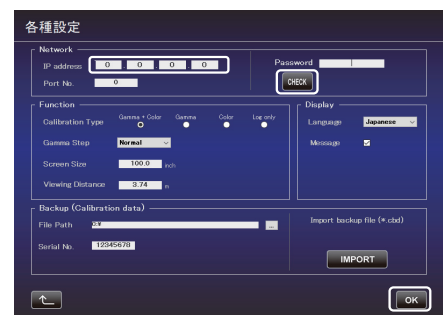 各種設定
Network
IP address 0 . 0 . 0 . 0 Password
Port No. 0 CHECK
Function Display
Gamma + Color Gamma Color Log only
Calibration Type Language Japanese
Gamma Step Normal Message
Screen Size 100.0 inch
Viewing Distance 3.74 m
Backup (Calibration data)
File Path D:¥ ... Import backup file (*.cbd)
Serial No. 12345678
IMPORT
OK